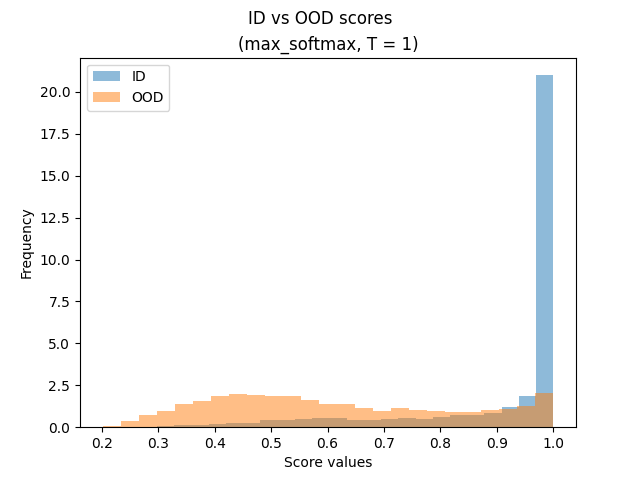 ID vs OOD scores
(max_softmax, T = 1)
ID
OOD
20.0
17.5
15.0
12.5
10.0
7.5
5.0
2.5
0.0
Frequency
0.2 0.3 0.4 0.5 0.6 0.7 0.8 0.9 1.0
Score values